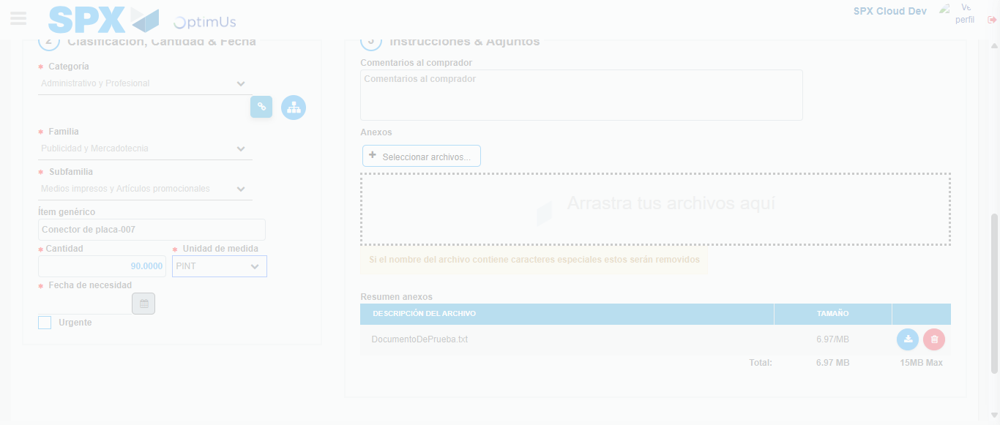 SPX
OptimUs
SPX Cloud Dev
Ve
perfil
2 Clasificación, Cantidad & Fecha
* Categoría
Administrativo y Profesional
* Familia
Publicidad y Mercadotecnia
* Subfamilia
Medios impresos y Artículos promocionales
Ítem genérico
Conector de placa-007
* Cantidad * Unidad de medida
90.0000 PINT
* Fecha de necesidad
Urgente
3 Instrucciones & Adjuntos
Comentarios al comprador
Comentarios al comprador
Anexos
+ Seleccionar archivos...
Arrastra tus archivos aquí
Si el nombre del archivo contiene caracteres especiales estos serán removidos
Resumen anexos
DESCRIPCIÓN DEL ARCHIVO TAMAÑO
DocumentoDePrueba.txt 6.97/MB
Total: 6.97 MB 15MB Max